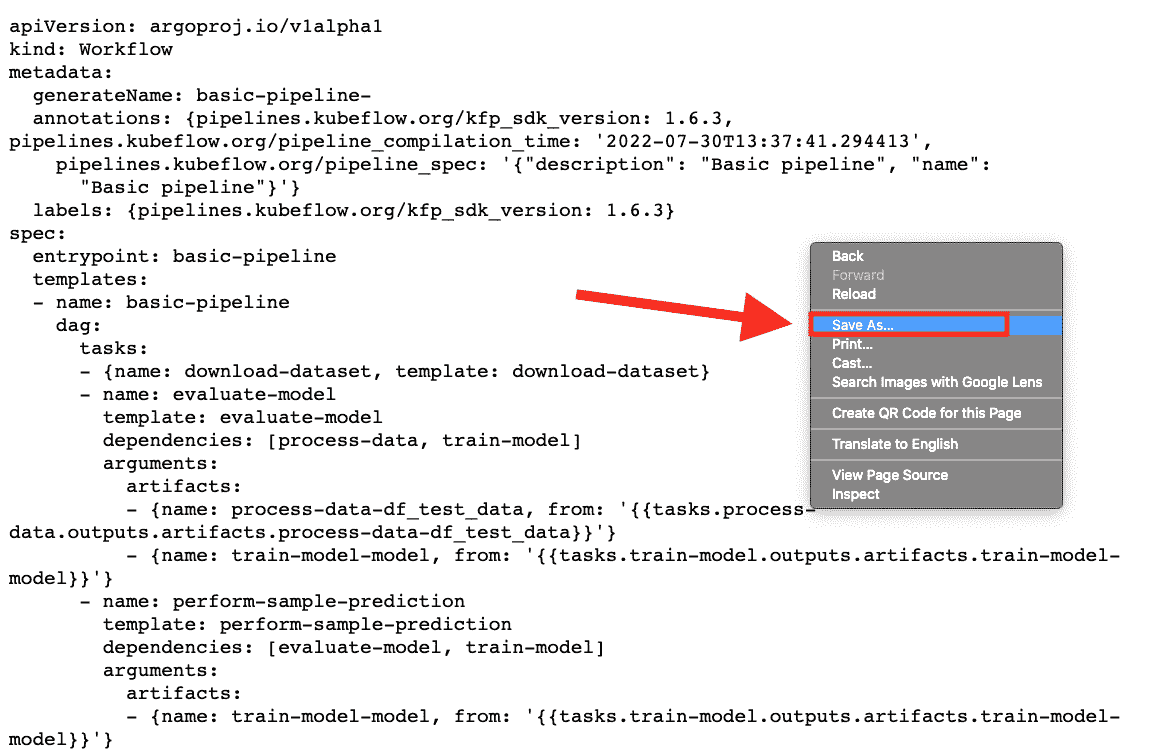 apiVersion: argoproj.io/v1alpha1
kind: Workflow
metadata:
  generateName: basic-pipeline-
  annotations: {pipelines.kubeflow.org/kfp_sdk_version: 1.6.3,
pipelines.kubeflow.org/pipeline_compilation_time: '2022-07-30T13:37:41.294413',
    pipelines.kubeflow.org/pipeline_spec: '{"description": "Basic pipeline", "name":
      "Basic pipeline"}'}
  labels: {pipelines.kubeflow.org/kfp_sdk_version: 1.6.3}
spec:
  entrypoint: basic-pipeline
  templates:
  - name: basic-pipeline
    dag:
      tasks:
      - {name: download-dataset, template: download-dataset}
      - name: evaluate-model
        template: evaluate-model
        dependencies: [process-data, train-model]
        arguments:
          artifacts:
          - {name: process-data-df_test_data, from: '{{tasks.process-
data.outputs.artifacts.process-data-df_test_data}}'}
          - {name: train-model-model, from: '{{tasks.train-model.outputs.artifacts.train-model-
model}}'}
      - name: perform-sample-prediction
        template: perform-sample-prediction
        dependencies: [evaluate-model, train-model]
        arguments:
          artifacts:
          - {name: train-model-model, from: '{{tasks.train-model.outputs.artifacts.train-model-
model}}'}
Back
Forward
Reload
Save As...
Print...
Cast...
Search Images with Google Lens
Create QR Code for this Page
Translate to English
View Page Source
Inspect